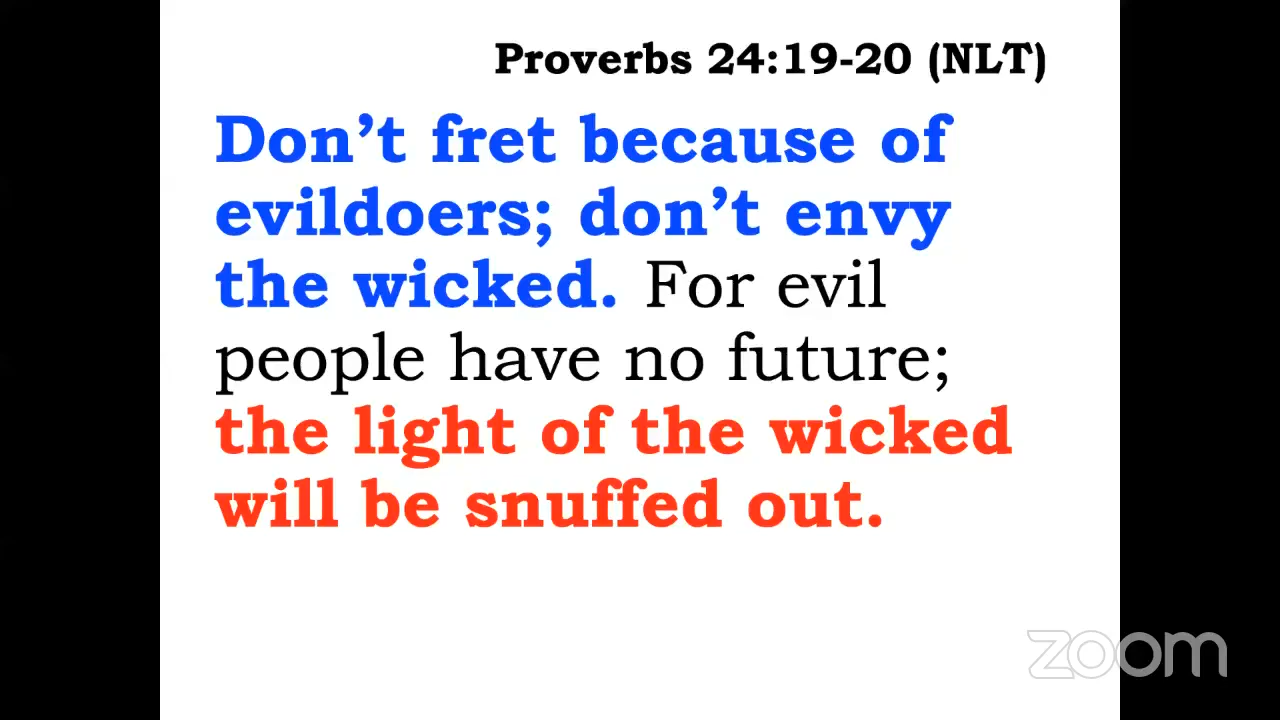 Proverbs 24:19-20 (NLT)
Don’t fret because of
evildoers; don’t envy
the wicked. For evil
people have no future;
the light of the wicked
will be snuffed out.
zoom